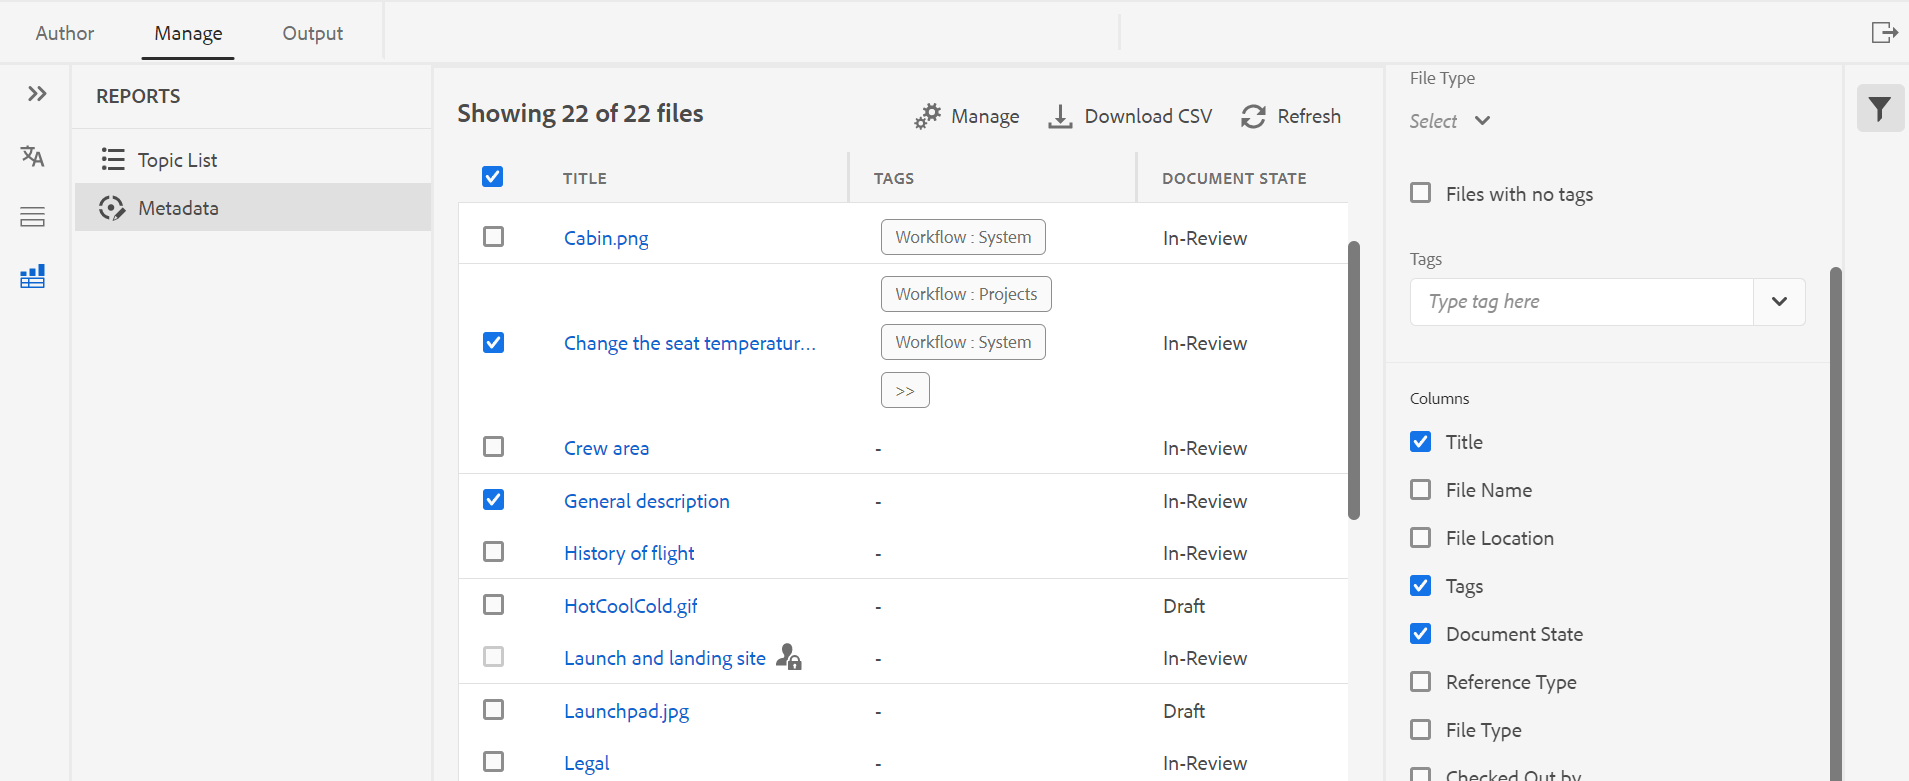 Author Manage Output
REPORTS
Topic List
Metadata
Showing 22 of 22 files
Manage Download CSV Refresh
TITLE TAGS DOCUMENT STATE
Cabin.png Workflow : System In-Review
Workflow : Projects
Change the seat temperatur... Workflow : System In-Review
>>
Crew area - In-Review
General description - In-Review
History of flight - In-Review
HotCoolCold.gif - Draft
Launch and landing site - In-Review
Launchpad.jpg - Draft
Legal - In-Review
File Type
Select
Files with no tags
Tags
Type tag here
Columns
Title
File Name
File Location
Tags
Document State
Reference Type
File Type
Checked Out by